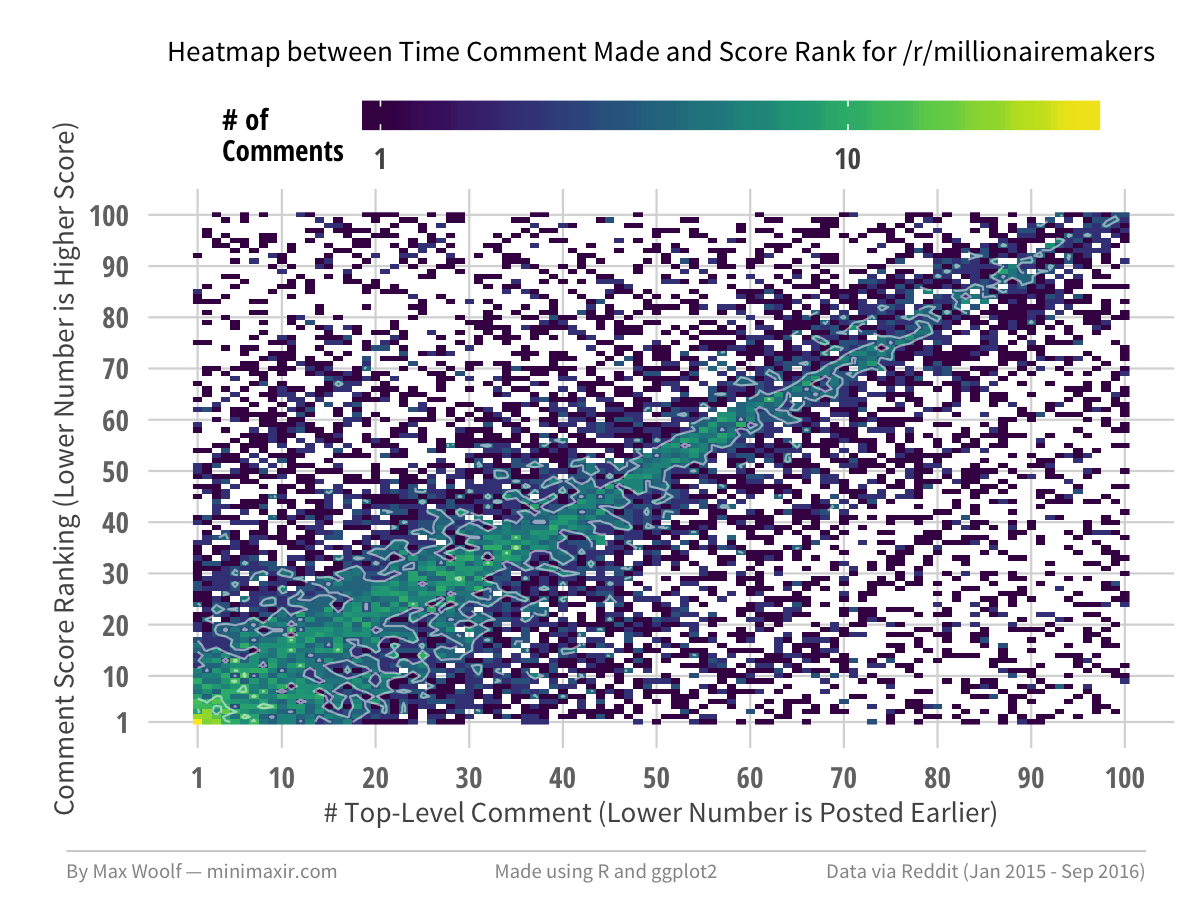 Heatmap between Time Comment Made and Score Rank for /r/millionairemakers
# of
Comments
1 10
Comment Score Ranking (Lower Number is Higher Score)
100
90
80
70
60
50
40
30
20
10
1
1 10 20 30 40 50 60 70 80 90 100
# Top-Level Comment (Lower Number is Posted Earlier)
By Max Woolf — minimaxir.com
Made using R and ggplot2
Data via Reddit (Jan 2015 - Sep 2016)